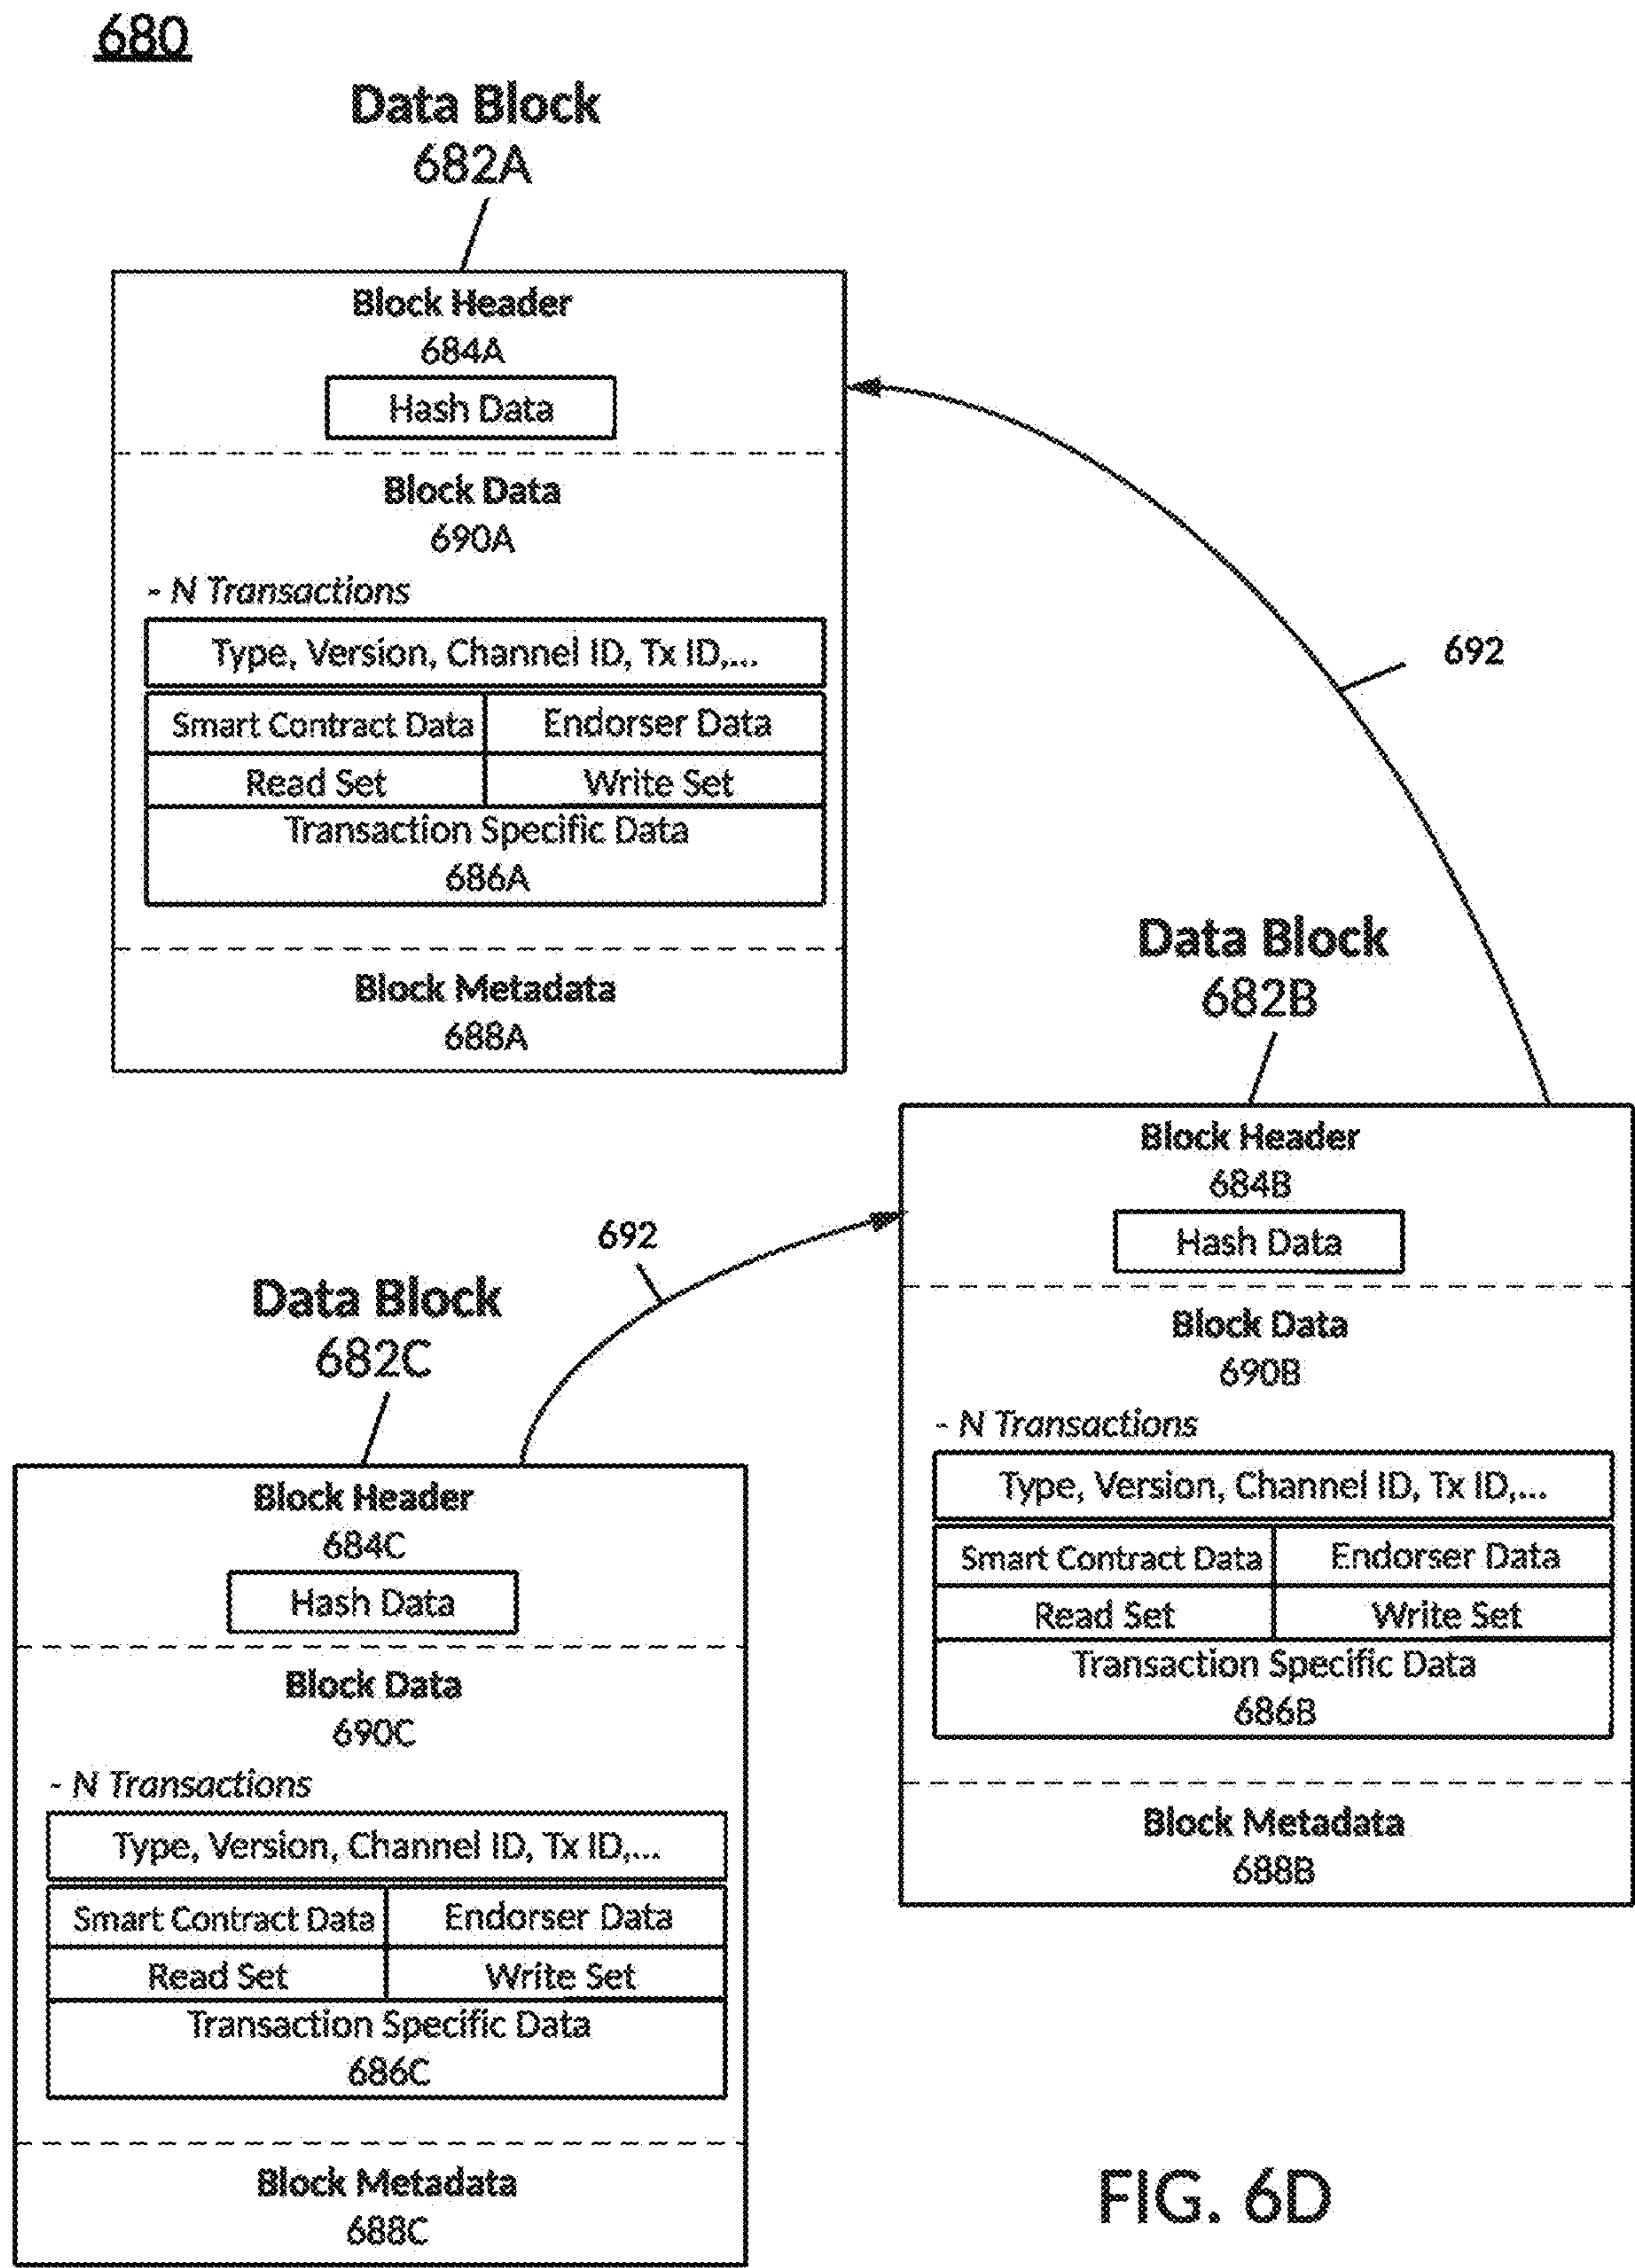 680
Data Block
682A
Block Header
684A
Hash Data
Block Data
690A
- N Transactions
Type, Version, Channel ID, Tx ID,...
Smart Contract Data Endorser Data
Read Set Write Set
Transaction Specific Data
686A
Block Metadata
688A
692
Data Block
682B
Block Header
684B
Hash Data
Block Data
690B
- N Transactions
Type, Version, Channel ID, Tx ID,...
Smart Contract Data Endorser Data
Read Set Write Set
Transaction Specific Data
686B
Block Metadata
688B
692
Data Block
682C
Block Header
684C
Hash Data
Block Data
690C
- N Transactions
Type, Version, Channel ID, Tx ID,...
Smart Contract Data Endorser Data
Read Set Write Set
Transaction Specific Data
686C
Block Metadata
688C
FIG. 6D